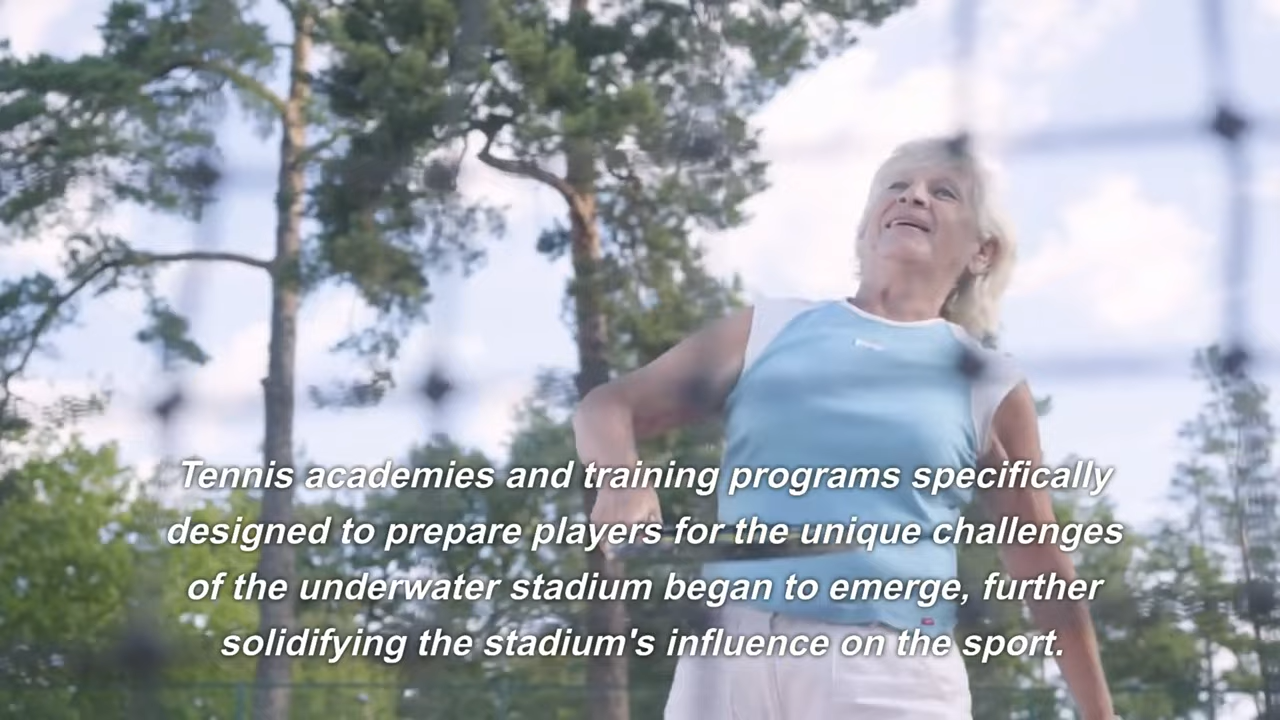 Tennis academies and training programs specifically
designed to prepare players for the unique challenges
of the underwater stadium began to emerge, further
solidifying the stadium's influence on the sport.